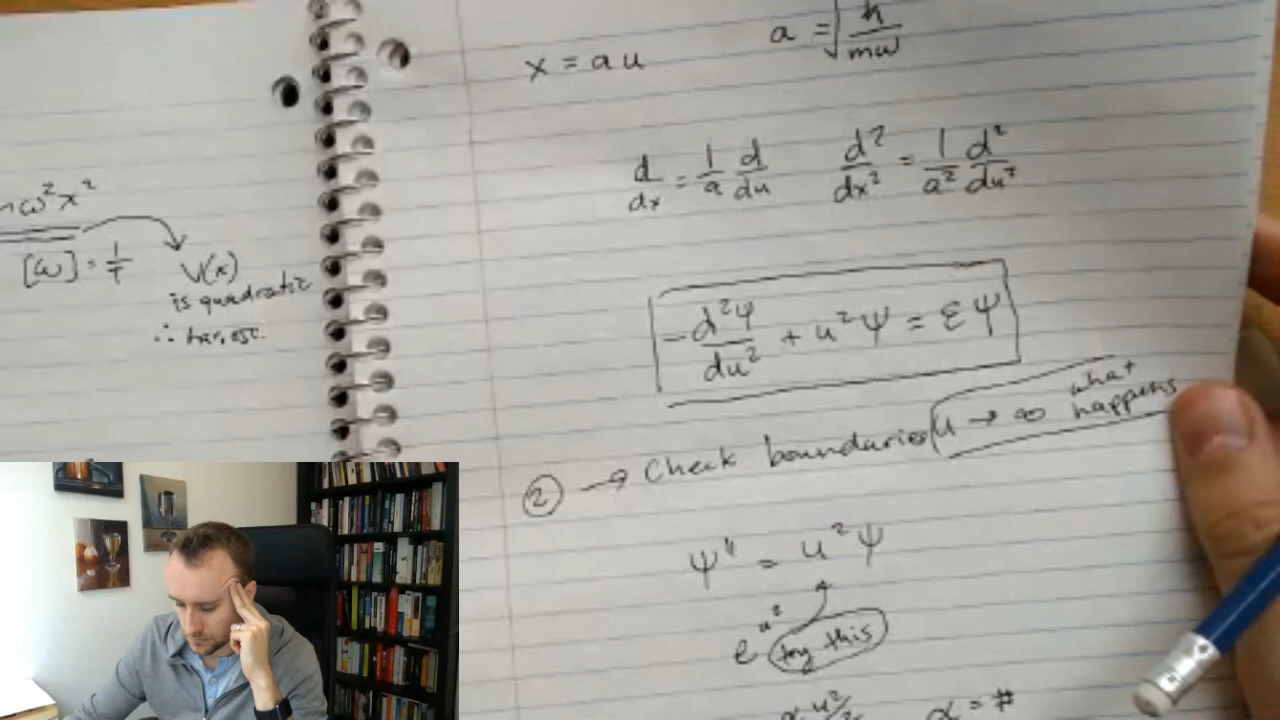 mω²x²
[ω] = 1/T
V(x)
is quadratic
∴ har. osc.
x = a u
a = √(ħ/mω)
d/dx = 1/a d/du
d²/dx² = 1/a² d²/du²
-d²ψ/du² + u²ψ = εψ
② → Check boundaries u → ∞ what happens
ψ'' = u²ψ
e^u² try this
α = #